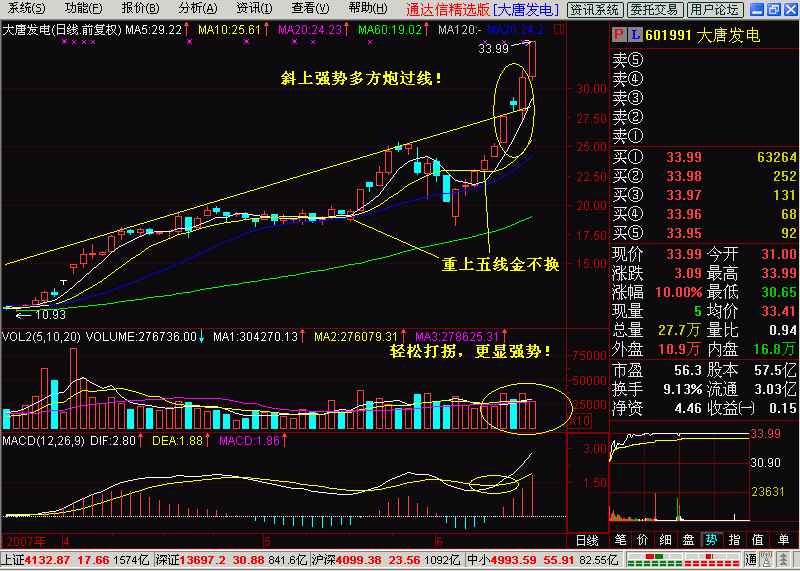 系统(S) 功能(F) 报价(B) 分析(A) 资讯(I) 查看(V) 帮助(H) 通达信精选版 [大唐发电] 资讯系统 委托交易 用户论坛
大唐发电(日线.前复权) MA5:29.22↑ MA10:25.61↑ MA20:24.23↑ MA60:19.02↑ MA120:-
33.99
斜上强势多方炮过线！
重上五线金不换
10.93
30.00
27.50
25.00
22.50
20.00
17.50
15.00
VOL2(5,10,20) VOLUME:276736.00↓ MA1:304270.13↑ MA2:276079.31↑ MA3:278625.31↑
轻松打拐，更显强势！
75000
50000
25000
X10
MACD(12,26,9) DIF:2.80↑ DEA:1.88↑ MACD:1.86↑
3.00
1.50
2007年 4 5 6 日线
P L 601991 大唐发电
卖⑤
卖④
卖③
卖②
卖①
买① 33.99 63264
买② 33.98 252
买③ 33.97 131
买④ 33.96 68
买⑤ 33.95 92
现价 33.99 今开 31.00
涨跌 3.09 最高 33.99
涨幅 10.00% 最低 30.65
现量 5 均价 33.41
总量 27.7万 量比 0.94
外盘 10.9万 内盘 16.8万
市盈 56.3 股本 57.5亿
换手 9.13% 流通 3.03亿
净资 4.46 收益㈠ 0.15
33.99
30.90
23631
笔 价 细 盘 势 指 值 单
上证4132.87 17.66 1574亿 深证13697.2 30.88 841.6亿 沪深4099.38 23.56 1092亿 中小4993.59 55.91 82.55亿 通